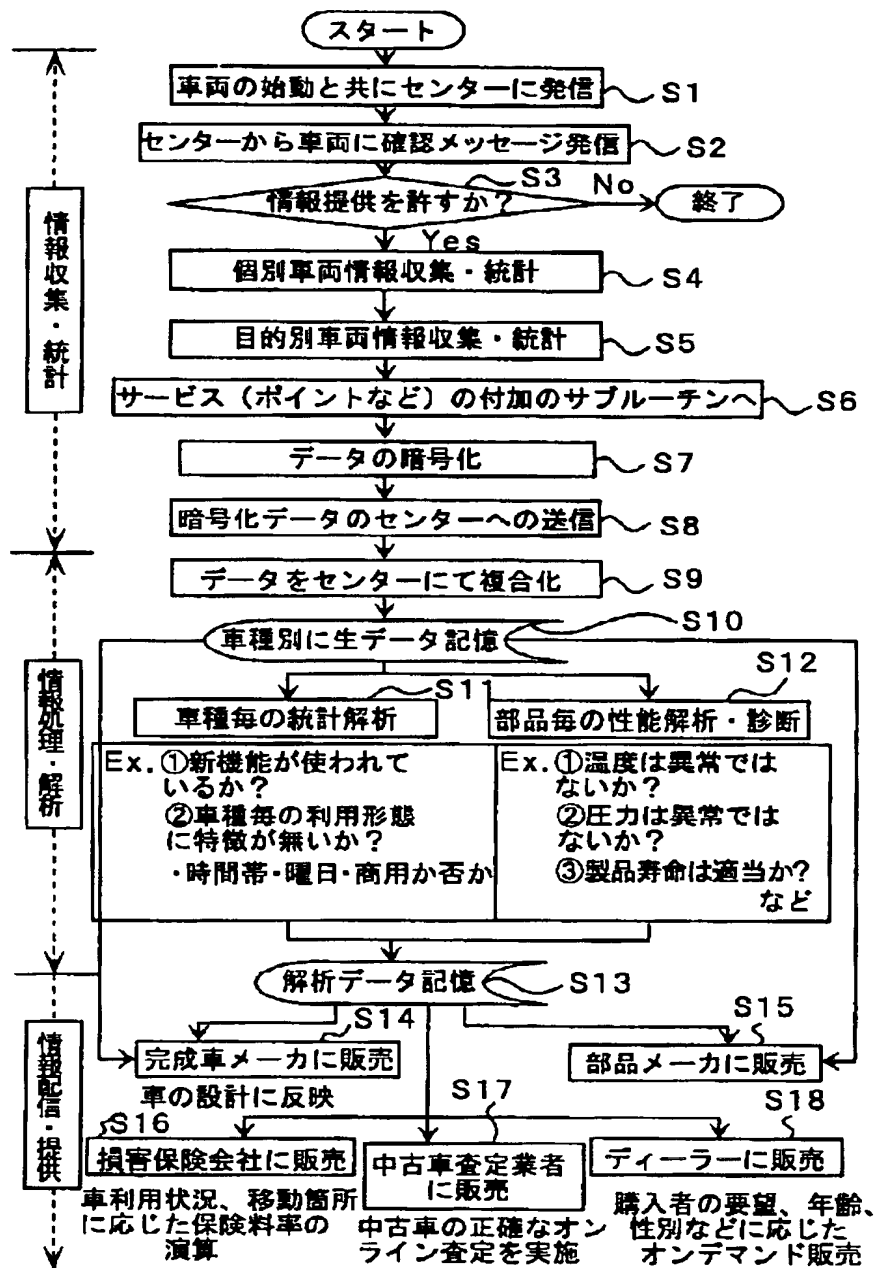 スタート
車両の始動と共にセンターに発信
S1
センターから車両に確認メッセージ発信
S2
情報提供を許すか？
S3
No
終了
Yes
個別車両情報収集・統計
S4
目的別車両情報収集・統計
S5
サービス（ポイントなど）の付加のサブルーチンへ
S6
データの暗号化
S7
暗号化データのセンターへの送信
S8
情報収集・統計
データをセンターにて複合化
S9
車種別に生データ記憶
S10
S11
車種毎の統計解析
S12
部品毎の性能解析・診断
Ex.①新機能が使われて
いるか？
②車種毎の利用形態
に特徴が無いか？
・時間帯・曜日・商用か否か
Ex.①温度は異常では
ないか？
②圧力は異常では
ないか？
③製品寿命は適当か？
など
情報処理・解析
解析データ記憶
S13
S14
完成車メーカに販売
車の設計に反映
S15
部品メーカに販売
S16
損害保険会社に販売
車利用状況、移動箇所
に応じた保険料率の
演算
S17
中古車査定業者
に販売
中古車の正確なオン
ライン査定を実施
S18
ディーラーに販売
購入者の要望、年齢、
性別などに応じた
オンデマンド販売
情報配信・提供